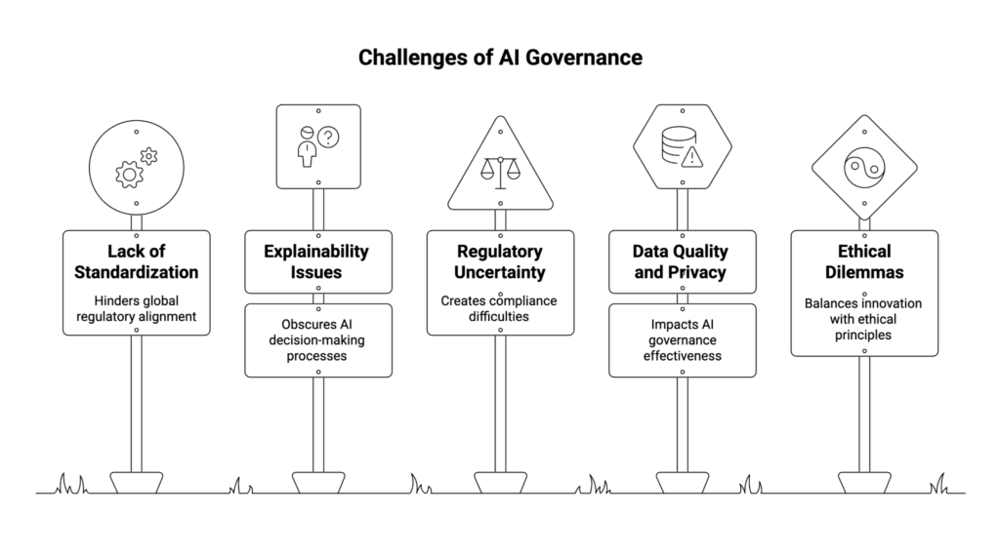 Challenges of AI Governance
?
Lack of
Standardization
Hinders global
regulatory alignment
Explainability
Issues
Obscures AI
decision-making
processes
Regulatory
Uncertainty
Creates compliance
difficulties
!
Data Quality
and Privacy
Impacts AI
governance
effectiveness
Ethical
Dilemmas
Balances innovation
with ethical
principles